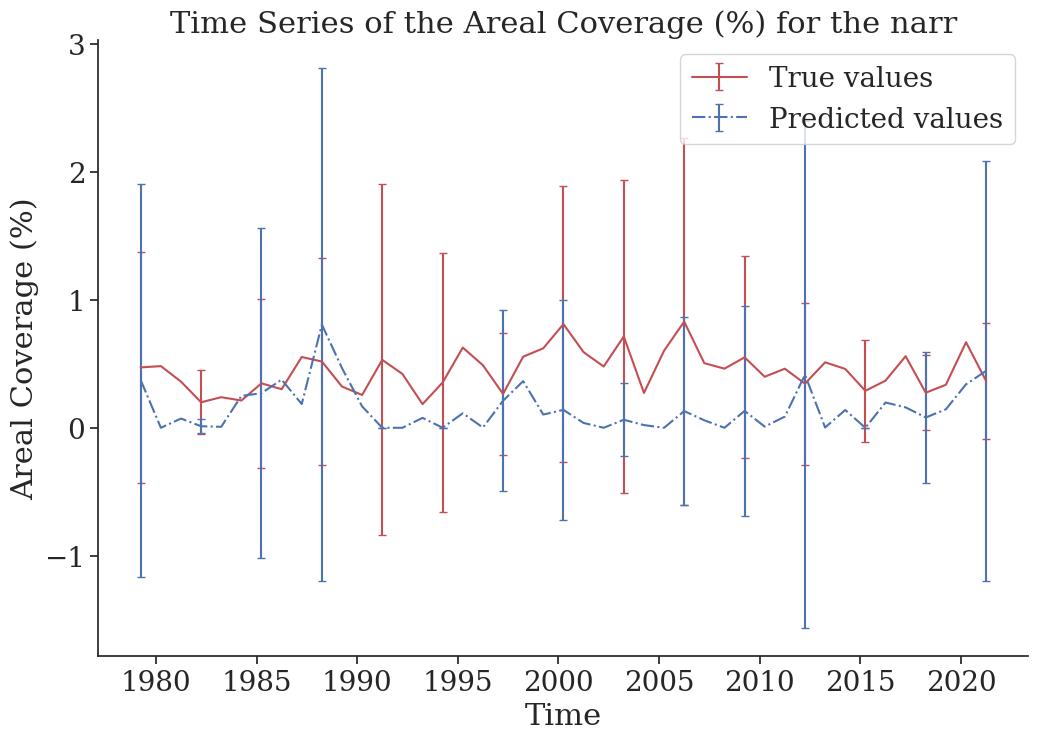 Time Series of the Areal Coverage (%) for the narr
True values
Predicted values
Areal Coverage (%)
3
2
1
0
−1
1980 1985 1990 1995 2000 2005 2010 2015 2020
Time